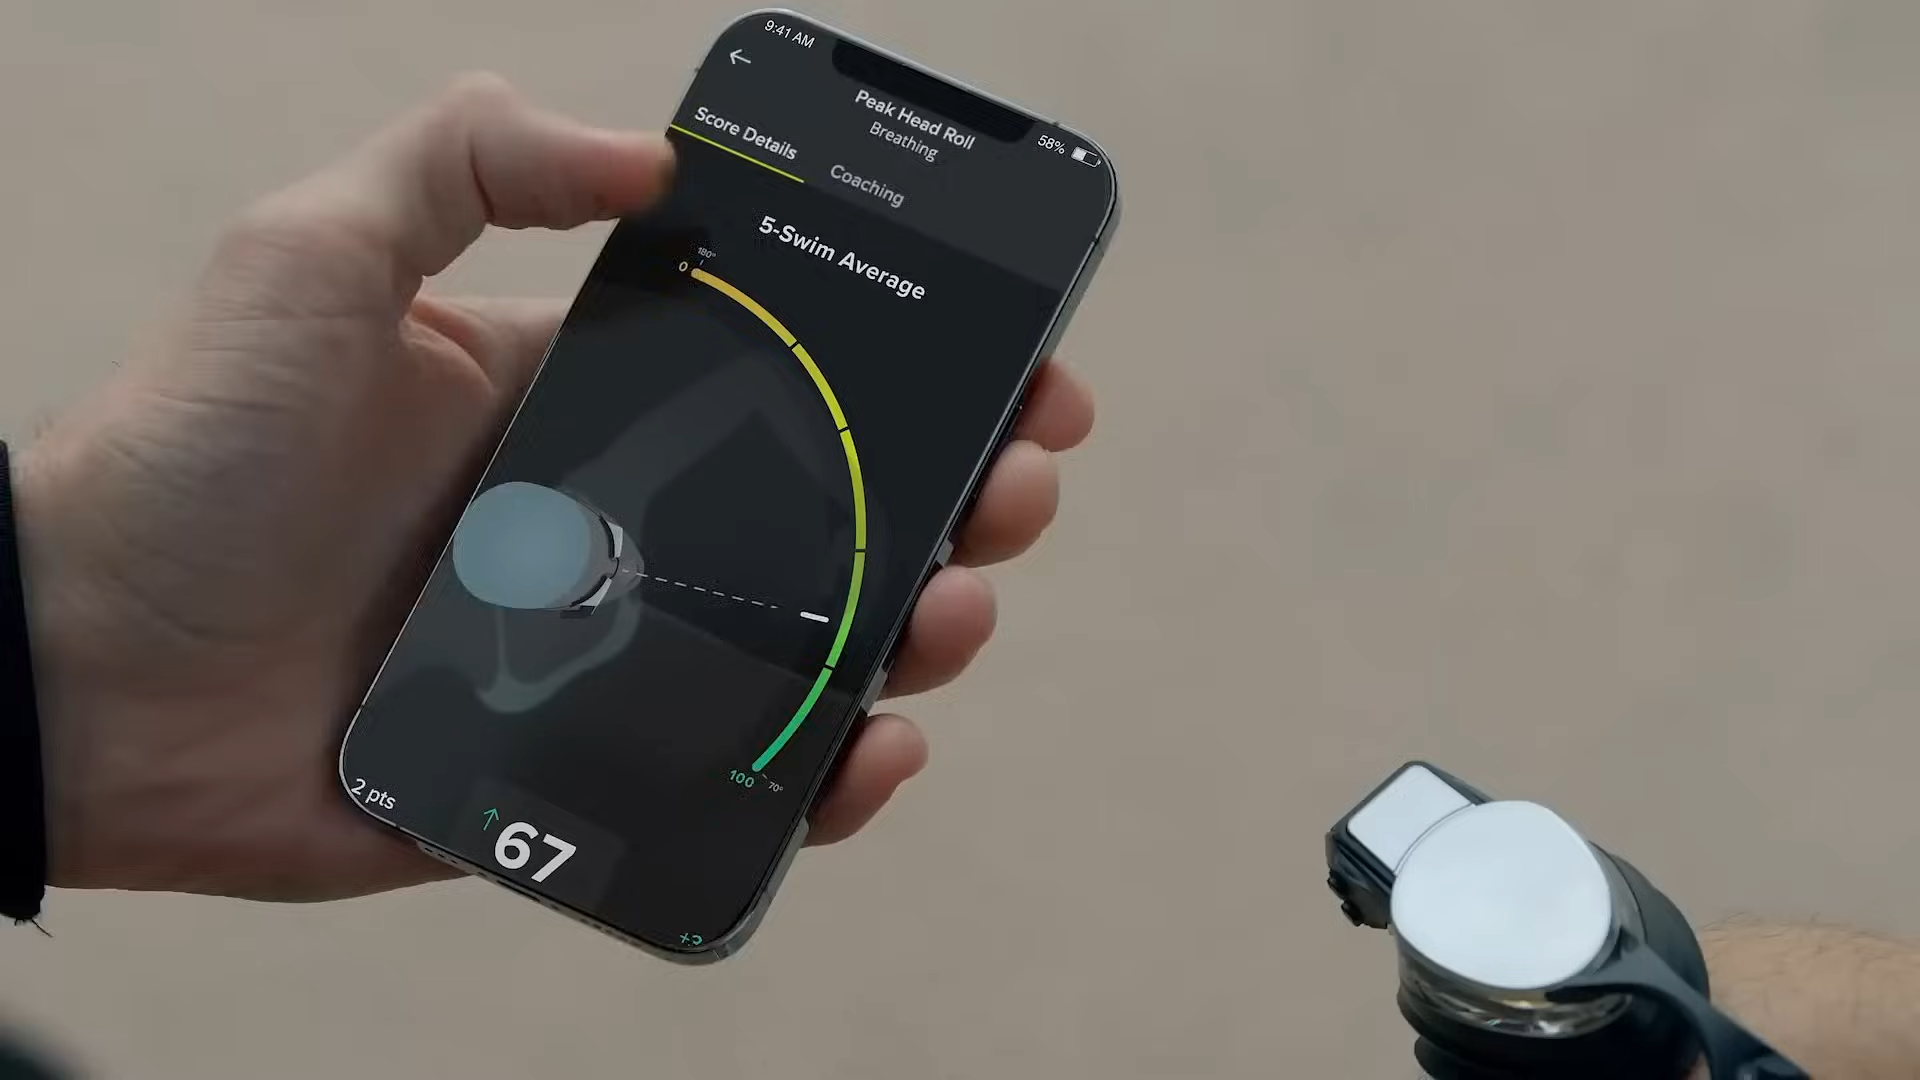 9:41 AM
58%
Peak Head Roll
Breathing
Score Details
Coaching
5-Swim Average
180°
0
100
70°
2 pts
↑67